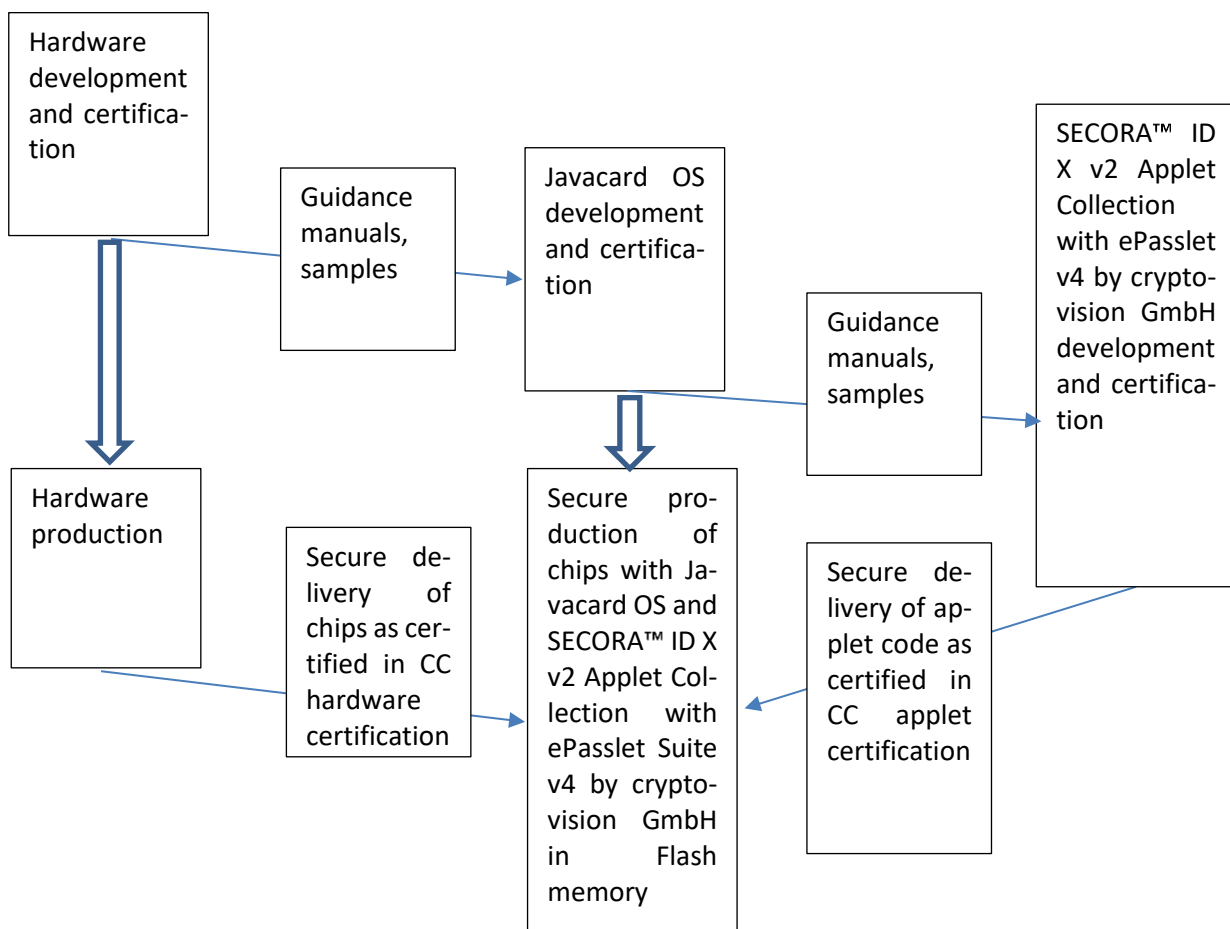 Hardware
development
and certifica-
tion
Guidance
manuals,
samples
Javacard OS
development
and certifica-
tion
Guidance
manuals,
samples
SECORA™ ID
X v2 Applet
Collection
with ePasslet
v4 by crypto-
vision GmbH
development
and certifica-
tion
Hardware
production
Secure de-
livery of
chips as cer-
tified in CC
hardware
certification
Secure pro-
duction of
chips with Ja-
vacard OS and
SECORA™ ID X
v2 Applet Col-
lection with
ePasslet Suite
v4 by crypto-
vision GmbH
in Flash
memory
Secure de-
livery of ap-
plet code as
certified in
CC applet
certification